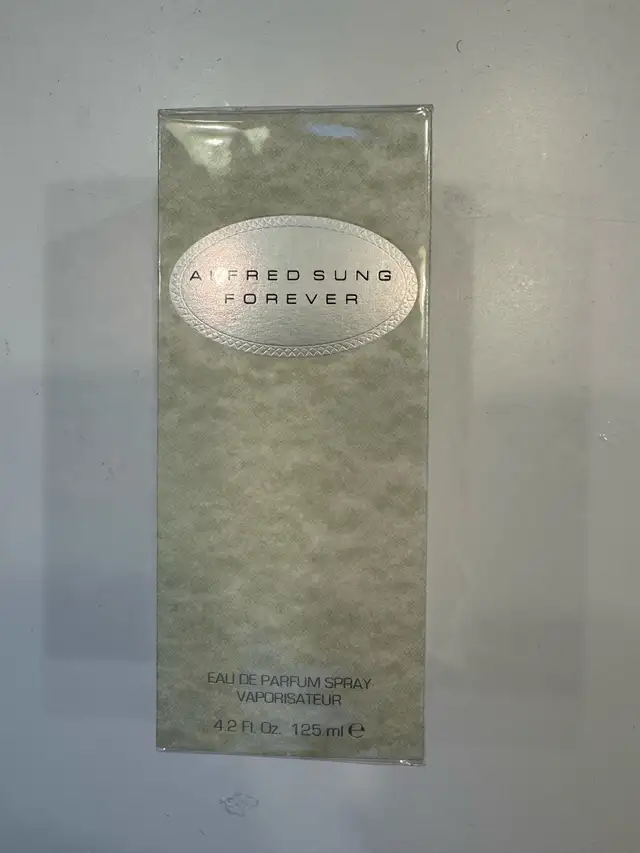 ALFRED SUNG
FOREVER
EAU DE PARFUM SPRAY
VAPORISATEUR
4.2 Fl. Oz. 125 ml ℮